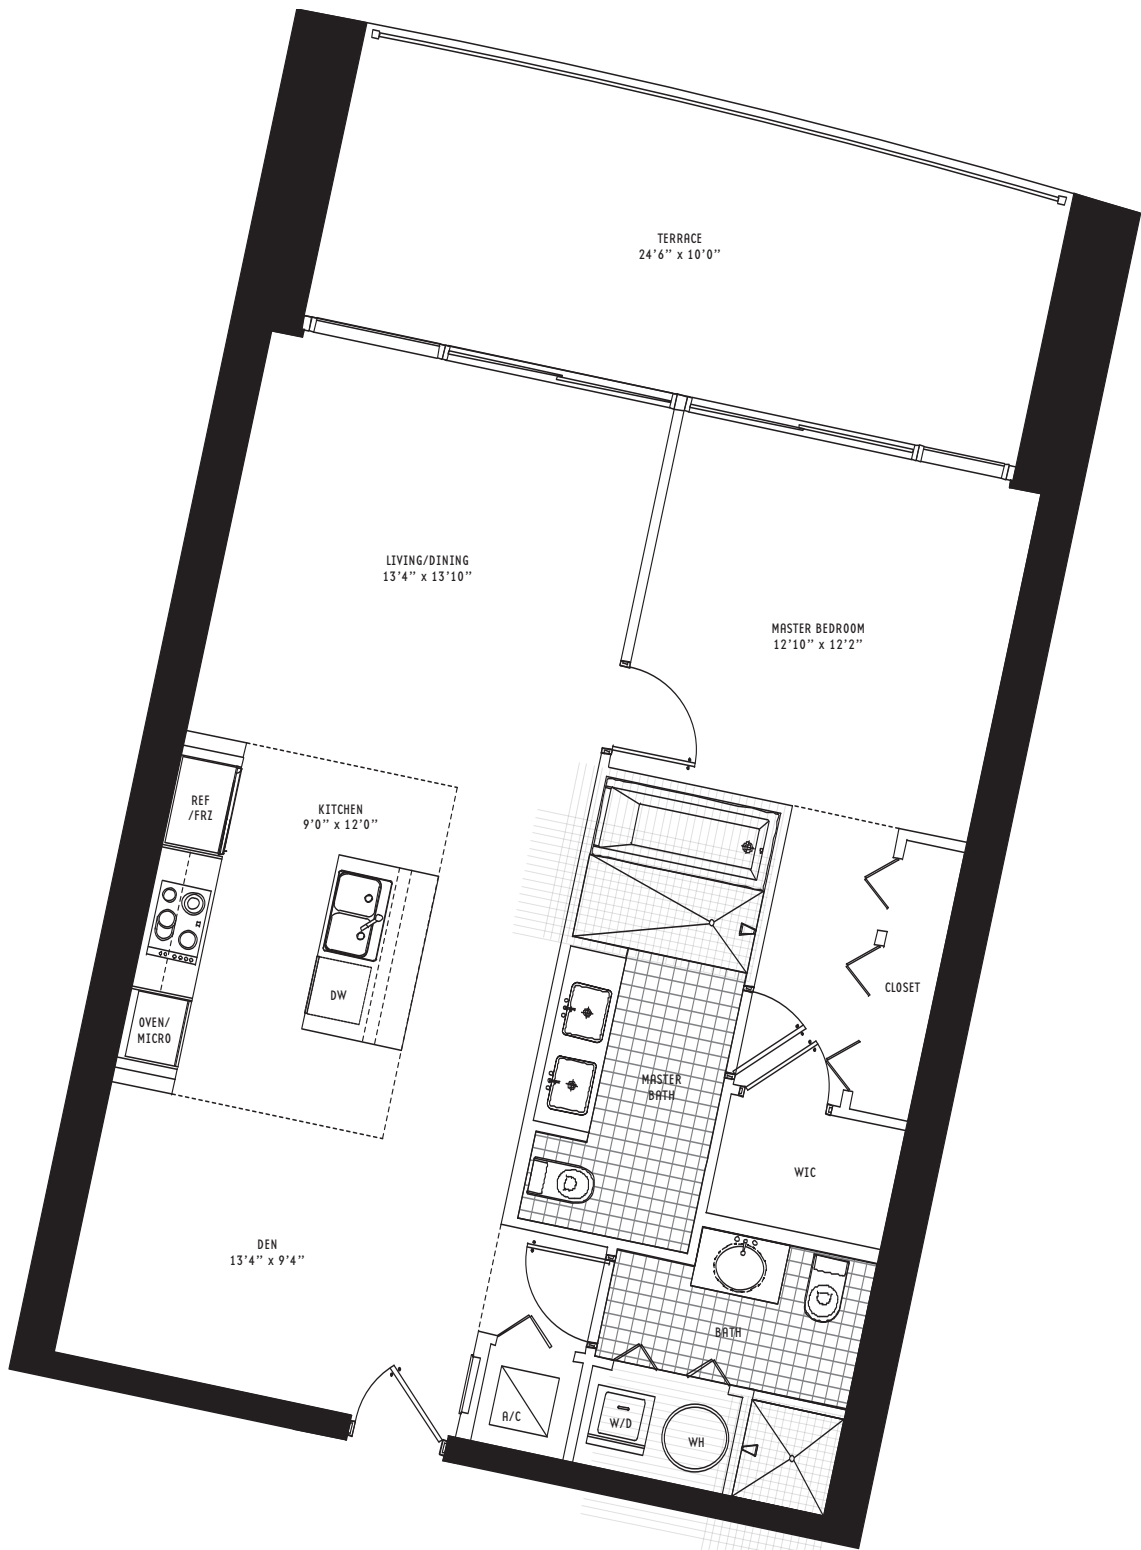 TERRACE
24'6" x 10'0"
LIVING/DINING
13'4" x 13'10"
MASTER BEDROOM
12'10" x 12'2"
REF
/FRZ
KITCHEN
9'0" x 12'0"
DW
OVEN/
MICRO
CLOSET
MASTER
BATH
WIC
DEN
13'4" x 9'4"
BATH
A/C
W/D
WH